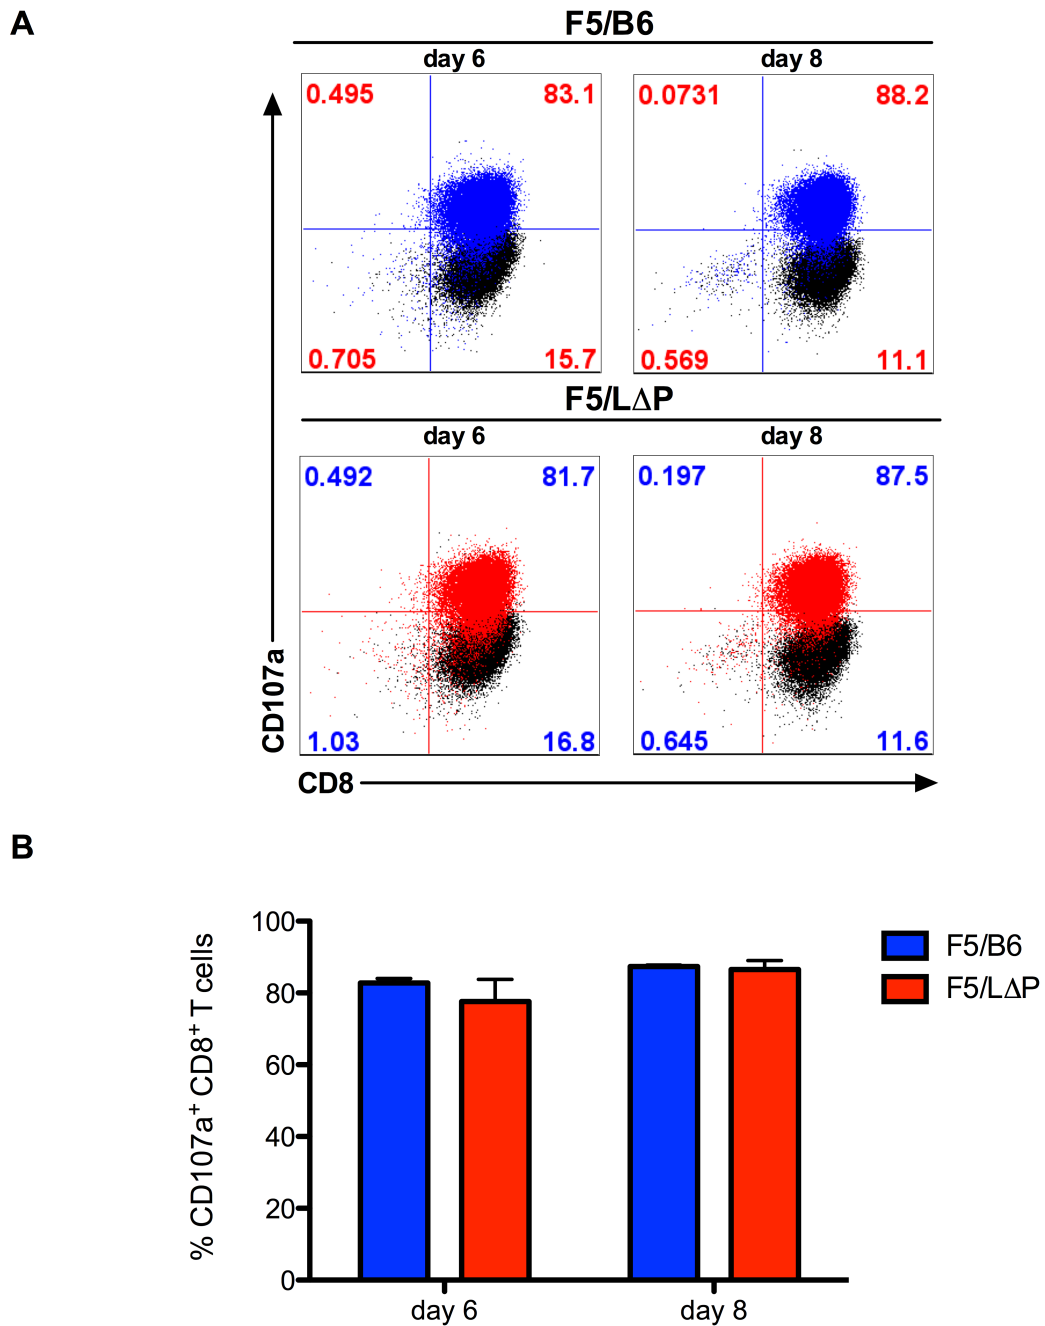 A
F5/B6
day 6 day 8
0.495 83.1 0.0731 88.2
0.705 15.7 0.569 11.1
F5/LΔP
day 6 day 8
0.492 81.7 0.197 87.5
1.03 16.8 0.645 11.6
CD107a
CD8
B
100
80
60
40
20
0
% CD107a⁺ CD8⁺ T cells
day 6 day 8
F5/B6
F5/LΔP